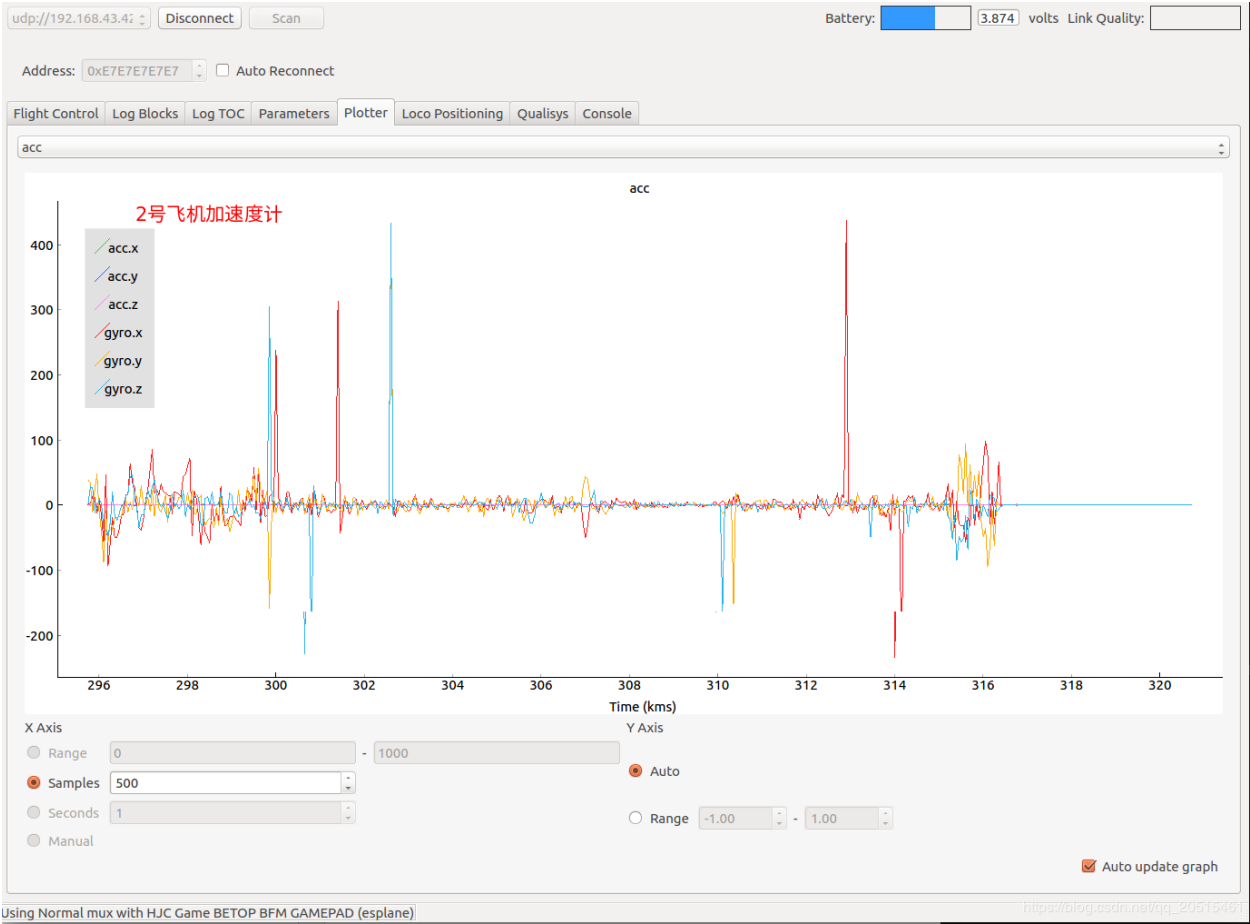 udp://192.168.43.42 Disconnect Scan Battery: 3.874 volts Link Quality:
Address: 0xE7E7E7E7E7 Auto Reconnect
Flight Control Log Blocks Log TOC Parameters Plotter Loco Positioning Qualisys Console
acc
acc
2号飞机加速度计
acc.x
acc.y
acc.z
gyro.x
gyro.y
gyro.z
400
300
200
100
0
-100
-200
296 298 300 302 304 306 308 310 312 314 316 318 320
Time (kms)
X Axis Y Axis
Range 0 - 1000
Auto
Samples 500
Seconds 1
Range -1.00 - 1.00
Manual
Auto update graph
Using Normal mux with HJC Game BETOP BFM GAMEPAD (esplane)
https://blog.csdn.net/qq_20515461